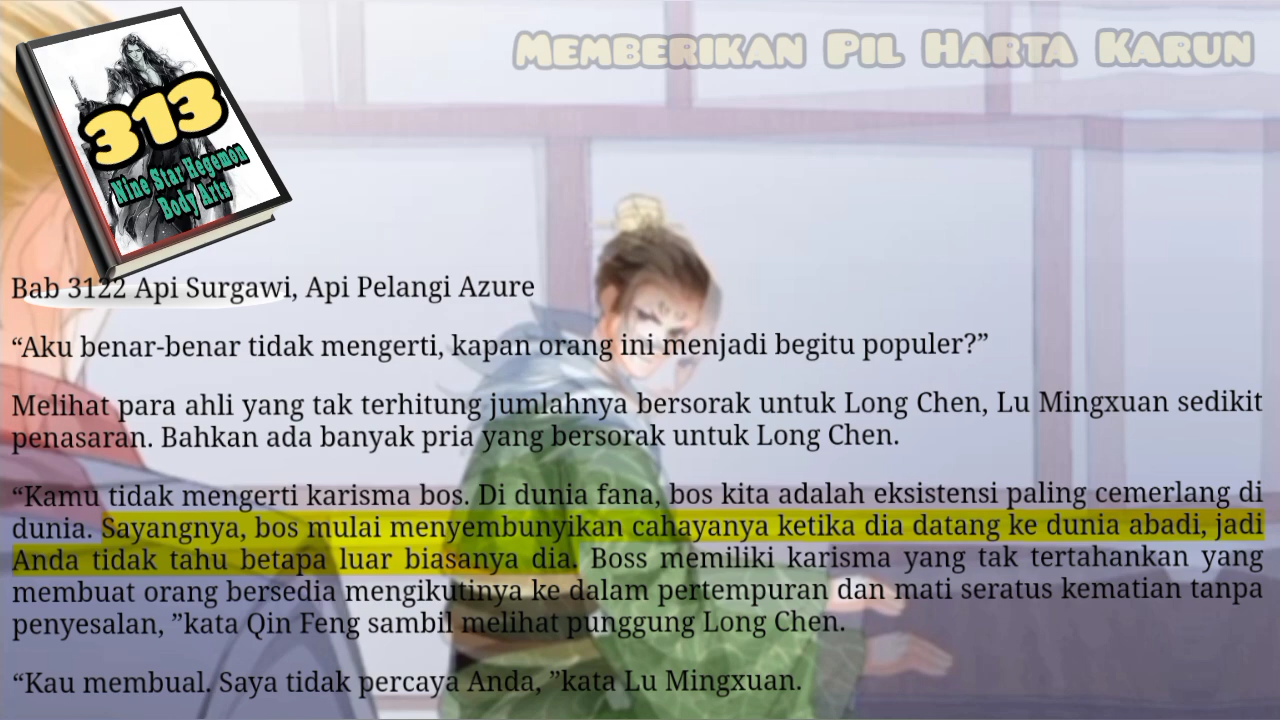 Memberikan Pil Harta Karun
313
Nine Star Hegemon
Body Arts
Bab 3122 Api Surgawi, Api Pelangi Azure
“Aku benar-benar tidak mengerti, kapan orang ini menjadi begitu populer?”
Melihat para ahli yang tak terhitung jumlahnya bersorak untuk Long Chen, Lu Mingxuan sedikit
penasaran. Bahkan ada banyak pria yang bersorak untuk Long Chen.
“Kamu tidak mengerti karisma bos. Di dunia fana, bos kita adalah eksistensi paling cemerlang di
dunia. Sayangnya, bos mulai menyembunyikan cahayanya ketika dia datang ke dunia abadi, jadi
Anda tidak tahu betapa luar biasanya dia. Boss memiliki karisma yang tak tertahankan yang
membuat orang bersedia mengikutinya ke dalam pertempuran dan mati seratus kematian tanpa
penyesalan, ”kata Qin Feng sambil melihat punggung Long Chen.
“Kau membual. Saya tidak percaya Anda, ”kata Lu Mingxuan.